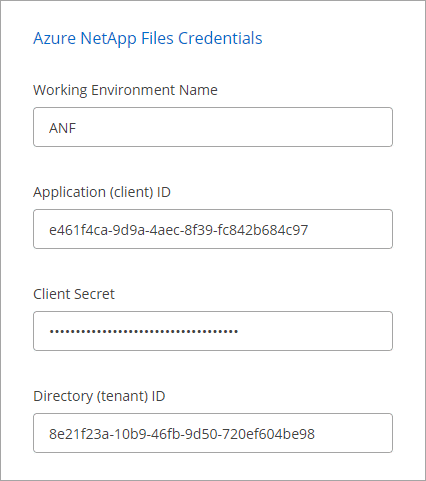 Azure NetApp Files Credentials
Working Environment Name
ANF
Application (client) ID
e461f4ca-9d9a-4aec-8f39-fc842b684c97
Client Secret
••••••••••••••••••••••••••••••••••••
Directory (tenant) ID
8e21f23a-10b9-46fb-9d50-720ef604be98